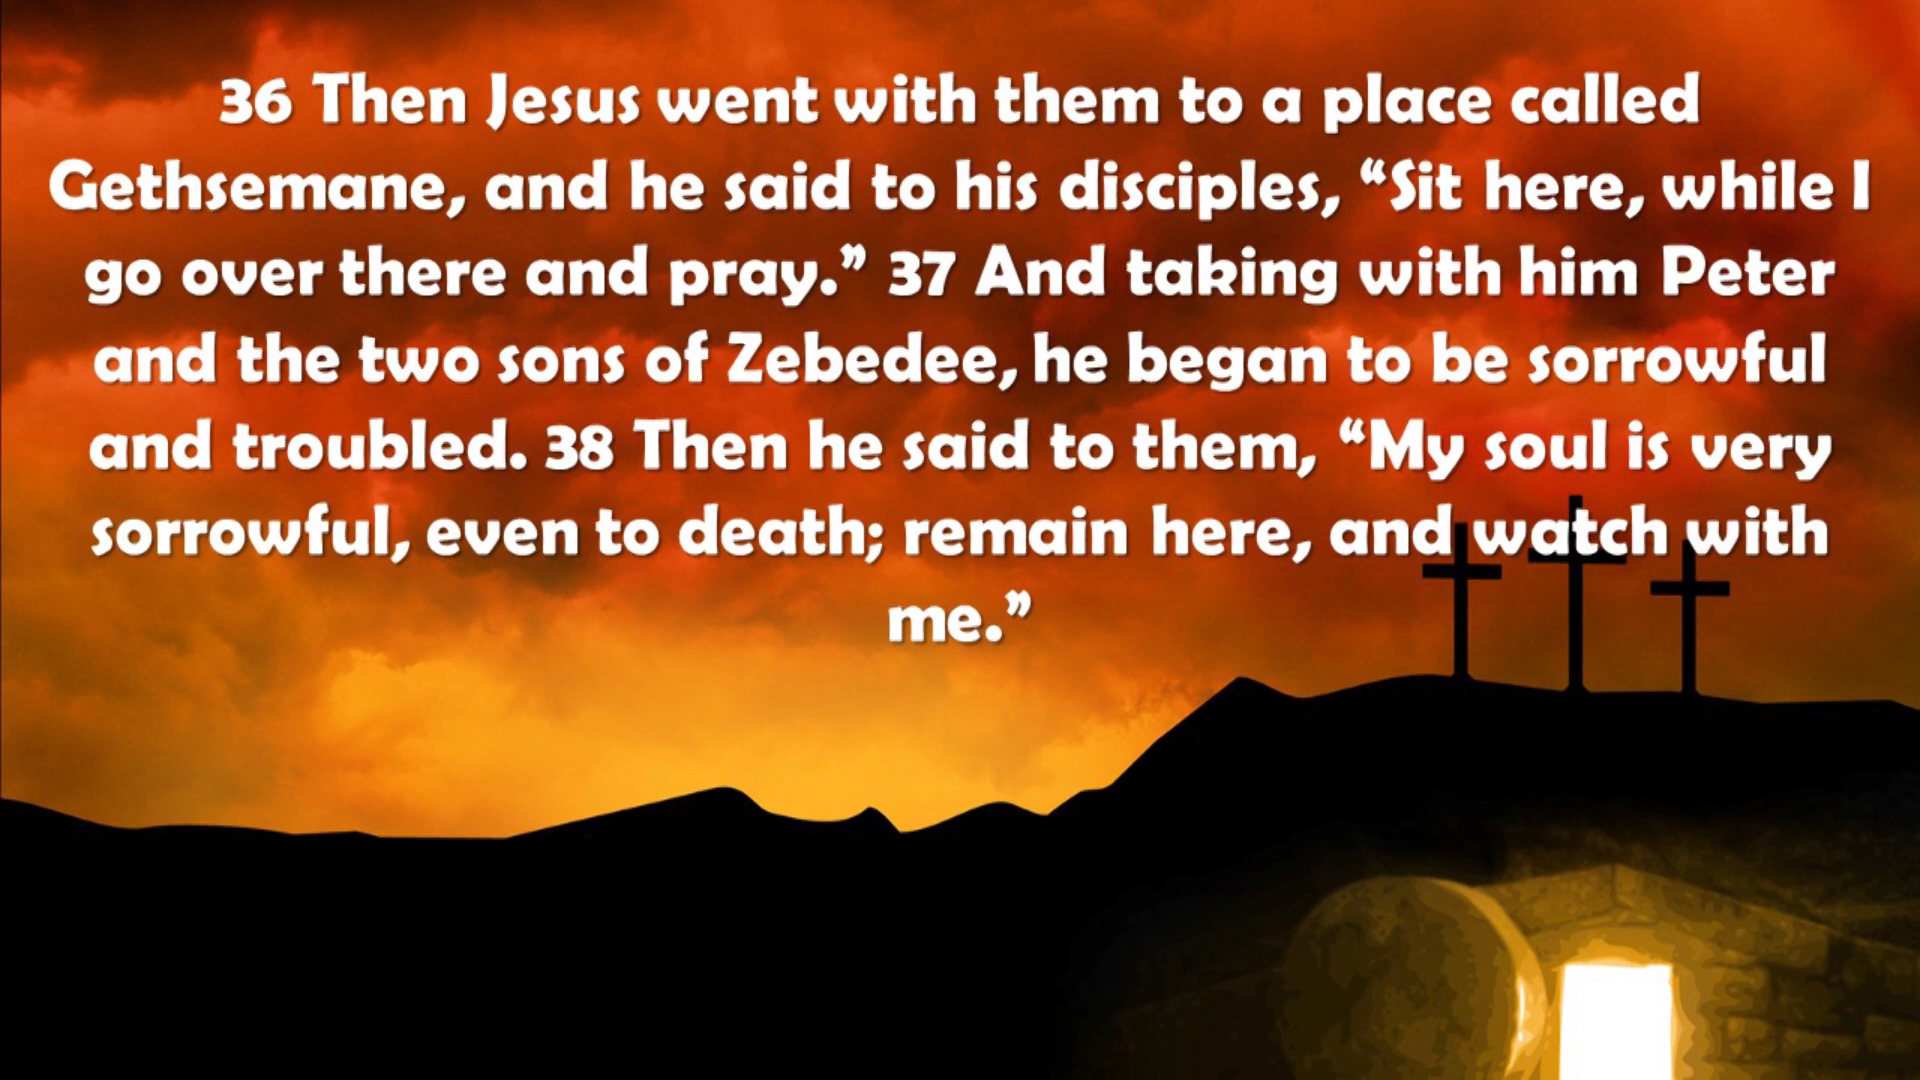 36 Then Jesus went with them to a place called
Gethsemane, and he said to his disciples, “Sit here, while I
go over there and pray.” 37 And taking with him Peter
and the two sons of Zebedee, he began to be sorrowful
and troubled. 38 Then he said to them, “My soul is very
sorrowful, even to death; remain here, and watch with
me.”